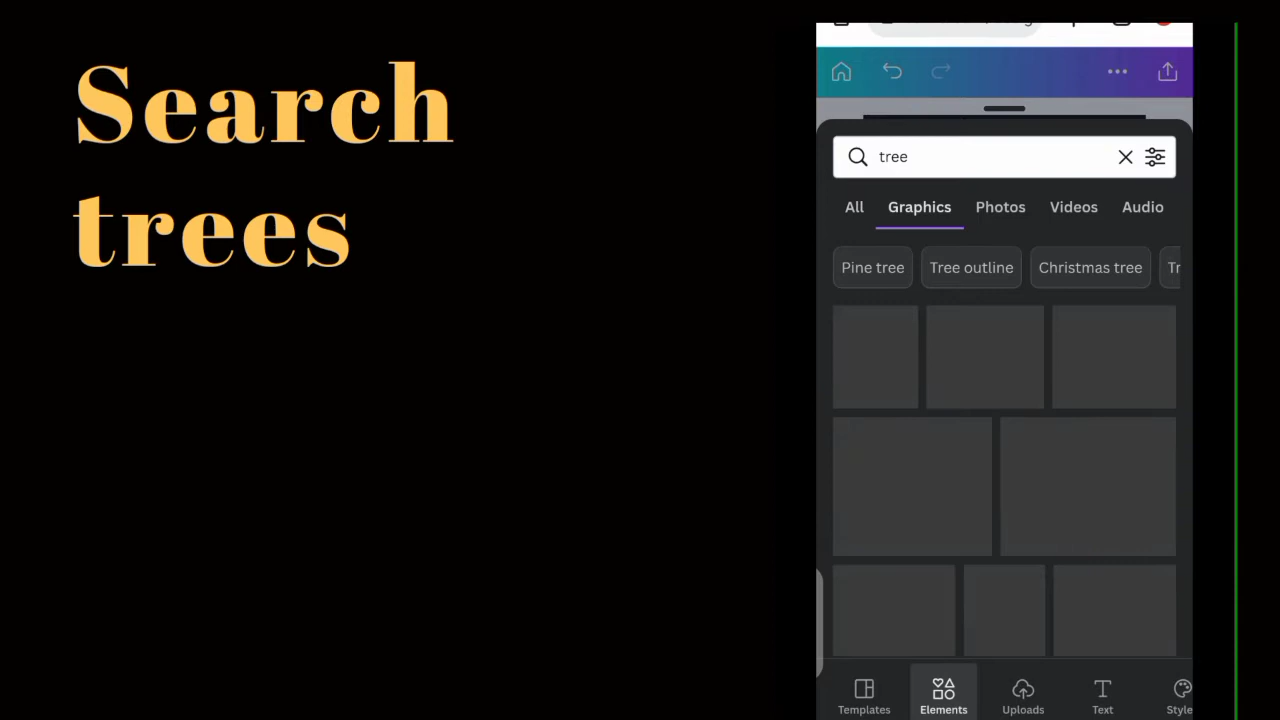 Search
trees
tree
All Graphics Photos Videos Audio
Pine tree Tree outline Christmas tree Tr
Templates Elements Uploads Text Style